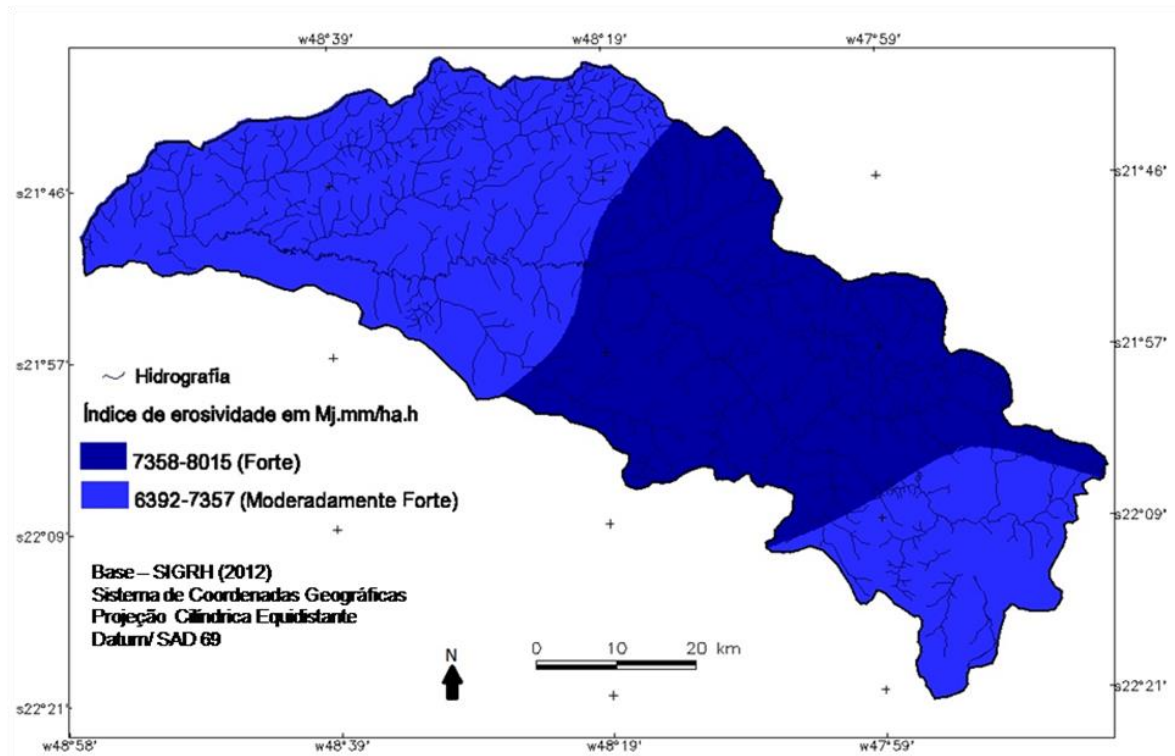 w48°39' w48°19' w47°59'
s21°46' s21°46'
s21°57' s21°57'
Hidrografia
Índice de erosividade em Mj.mm/ha.h
7358-8015 (Forte)
6392-7357 (Moderadamente Forte)
s22°09' s22°09'
Base – SIGRH (2012)
Sistema de Coordenadas Geográficas
Projeção Cilíndrica Equidistante
Datum/ SAD 69
N
0 10 20 km
s22°21' s22°21'
w48°58' w48°39' w48°19' w47°59'